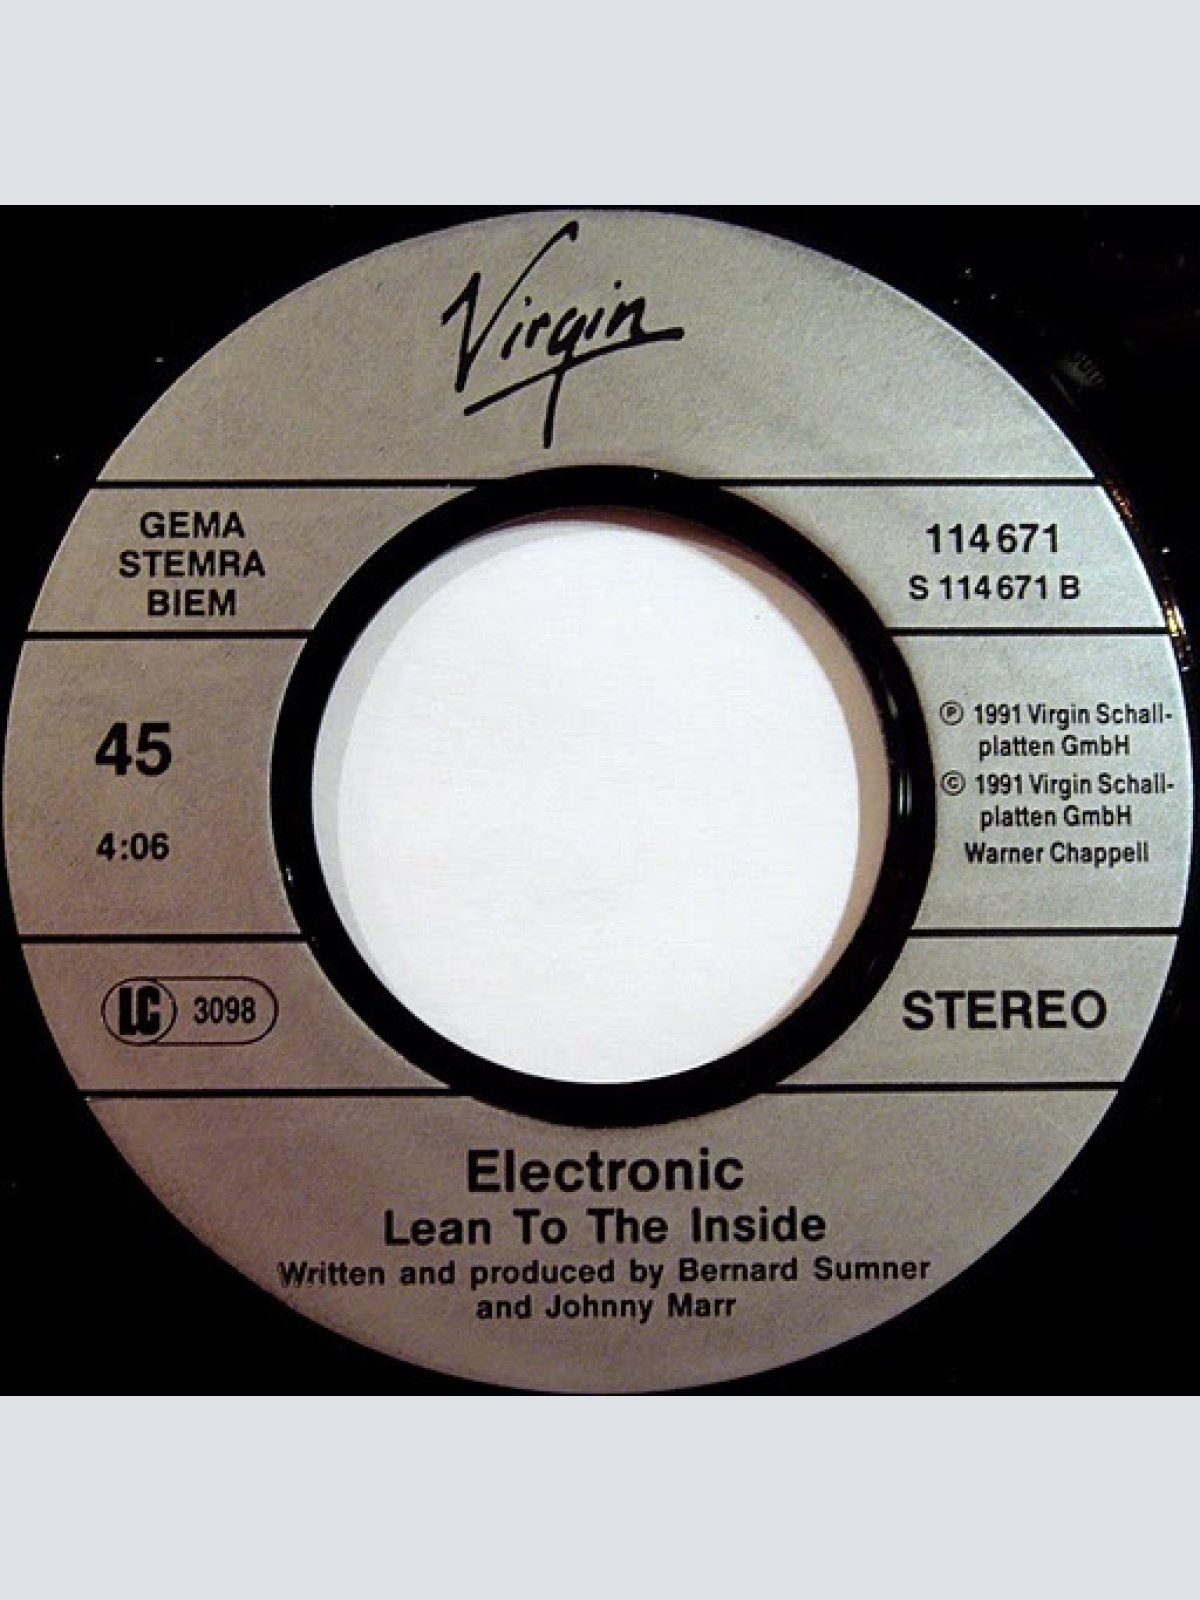 Virgin
GEMA
STEMRA
BIEM
114 671
S 114 671 B
45
4:06
℗ 1991 Virgin Schall-
platten GmbH
© 1991 Virgin Schall-
platten GmbH
Warner Chappell
LC 3098
STEREO
Electronic
Lean To The Inside
Written and produced by Bernard Sumner
and Johnny Marr